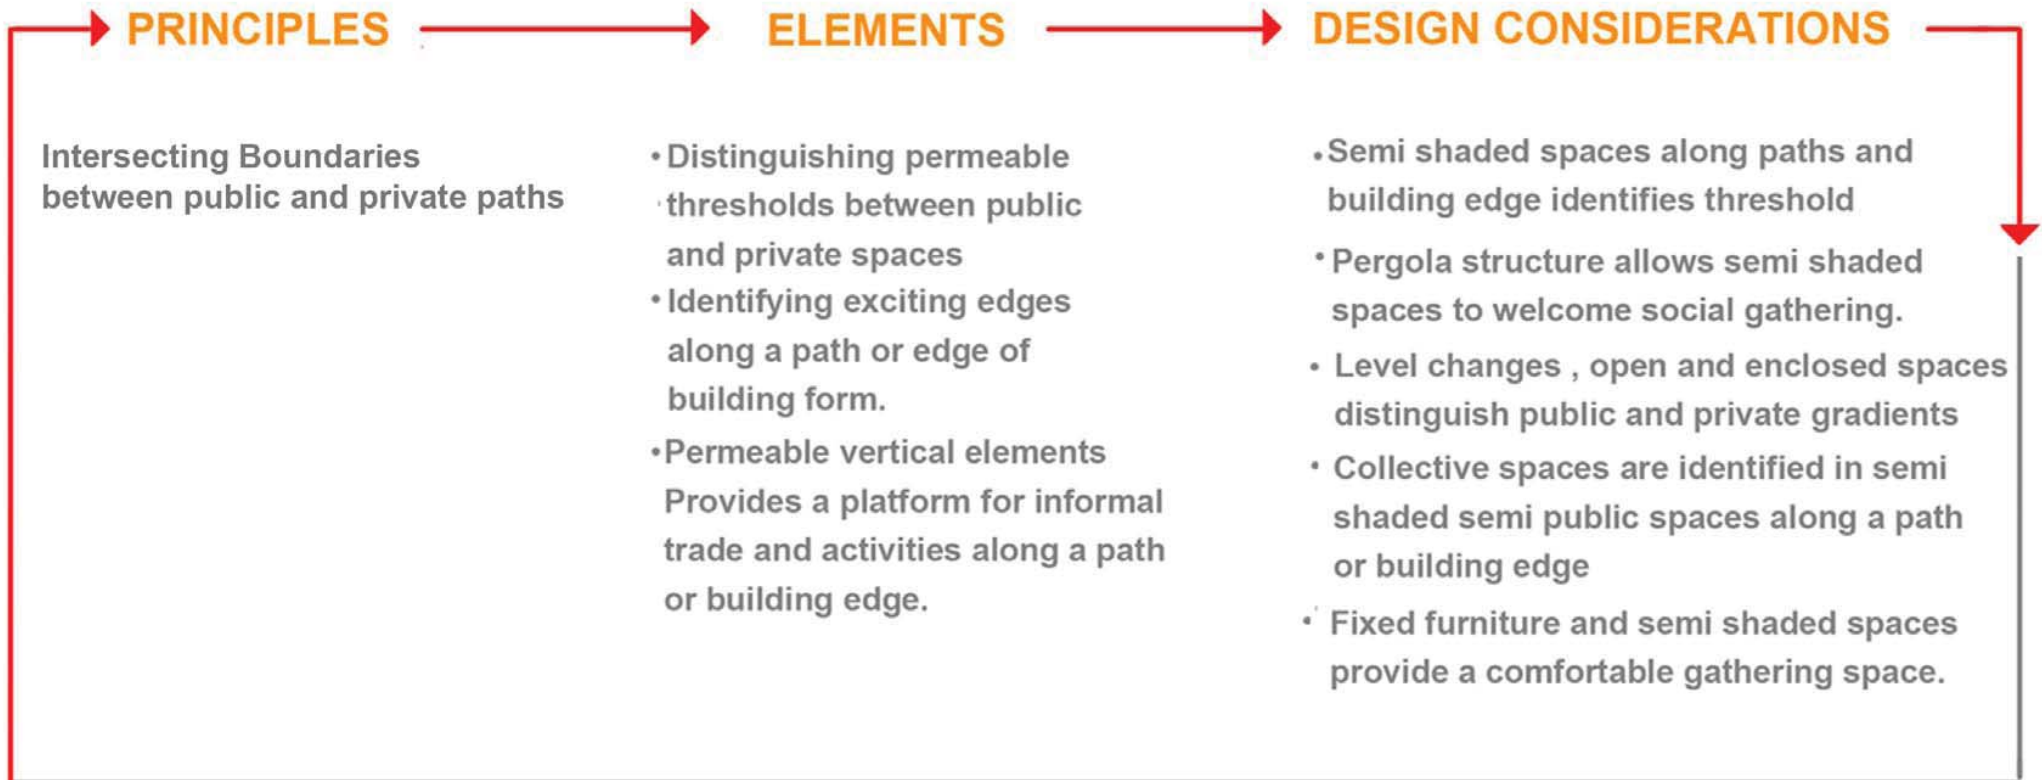 PRINCIPLES
ELEMENTS
DESIGN CONSIDERATIONS
Intersecting Boundaries
between public and private paths
•Distinguishing permeable
thresholds between public
and private spaces
•Identifying exciting edges
along a path or edge of
building form.
•Permeable vertical elements
Provides a platform for informal
trade and activities along a path
or building edge.
•Semi shaded spaces along paths and
building edge identifies threshold
•Pergola structure allows semi shaded
spaces to welcome social gathering.
• Level changes , open and enclosed spaces
distinguish public and private gradients
• Collective spaces are identified in semi
shaded semi public spaces along a path
or building edge
• Fixed furniture and semi shaded spaces
provide a comfortable gathering space.